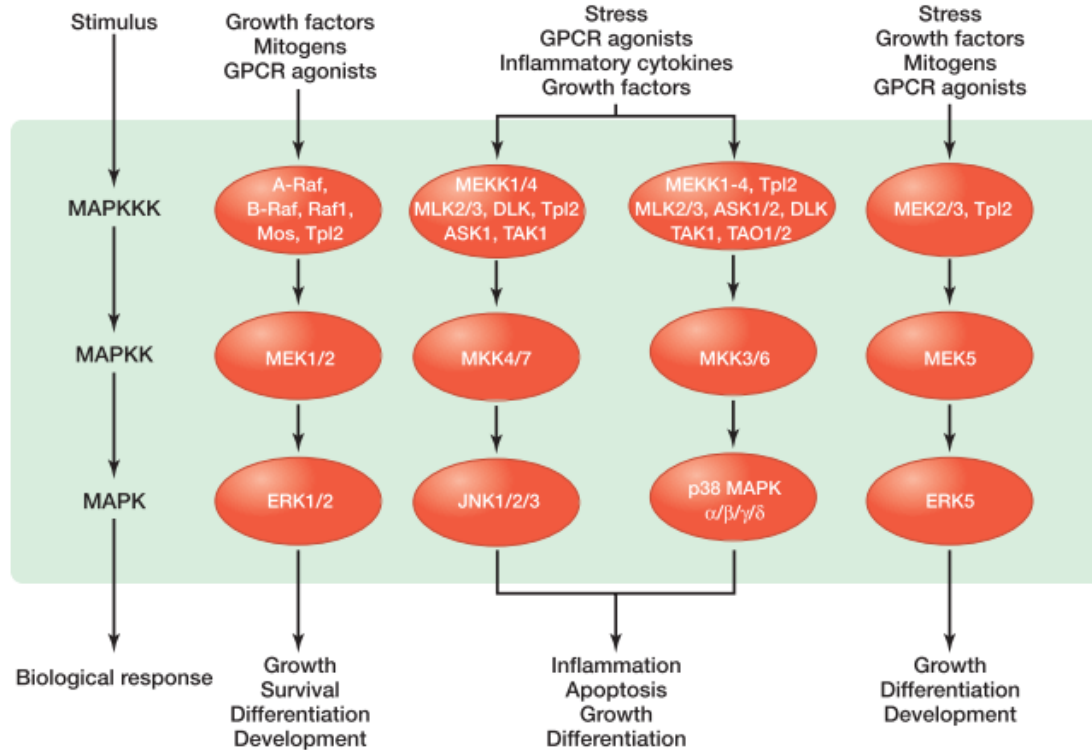 Stimulus
Growth factors
Mitogens
GPCR agonists
Stress
GPCR agonists
Inflammatory cytokines
Growth factors
Stress
Growth factors
Mitogens
GPCR agonists
MAPKKK
A-Raf,
B-Raf, Raf1,
Mos, Tpl2
MEKK1/4
MLK2/3, DLK, Tpl2
ASK1, TAK1
MEKK1-4, Tpl2
MLK2/3, ASK1/2, DLK
TAK1, TAO1/2
MEK2/3, Tpl2
MAPKK
MEK1/2
MKK4/7
MKK3/6
MEK5
MAPK
ERK1/2
JNK1/2/3
p38 MAPK
α/β/γ/δ
ERK5
Biological response
Growth
Survival
Differentiation
Development
Inflammation
Apoptosis
Growth
Differentiation
Growth
Differentiation
Development